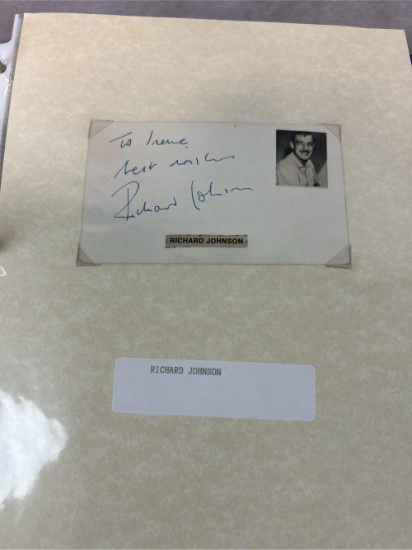 To Irene
best wishes
Richard Johnson
RICHARD JOHNSON
RICHARD JOHNSON